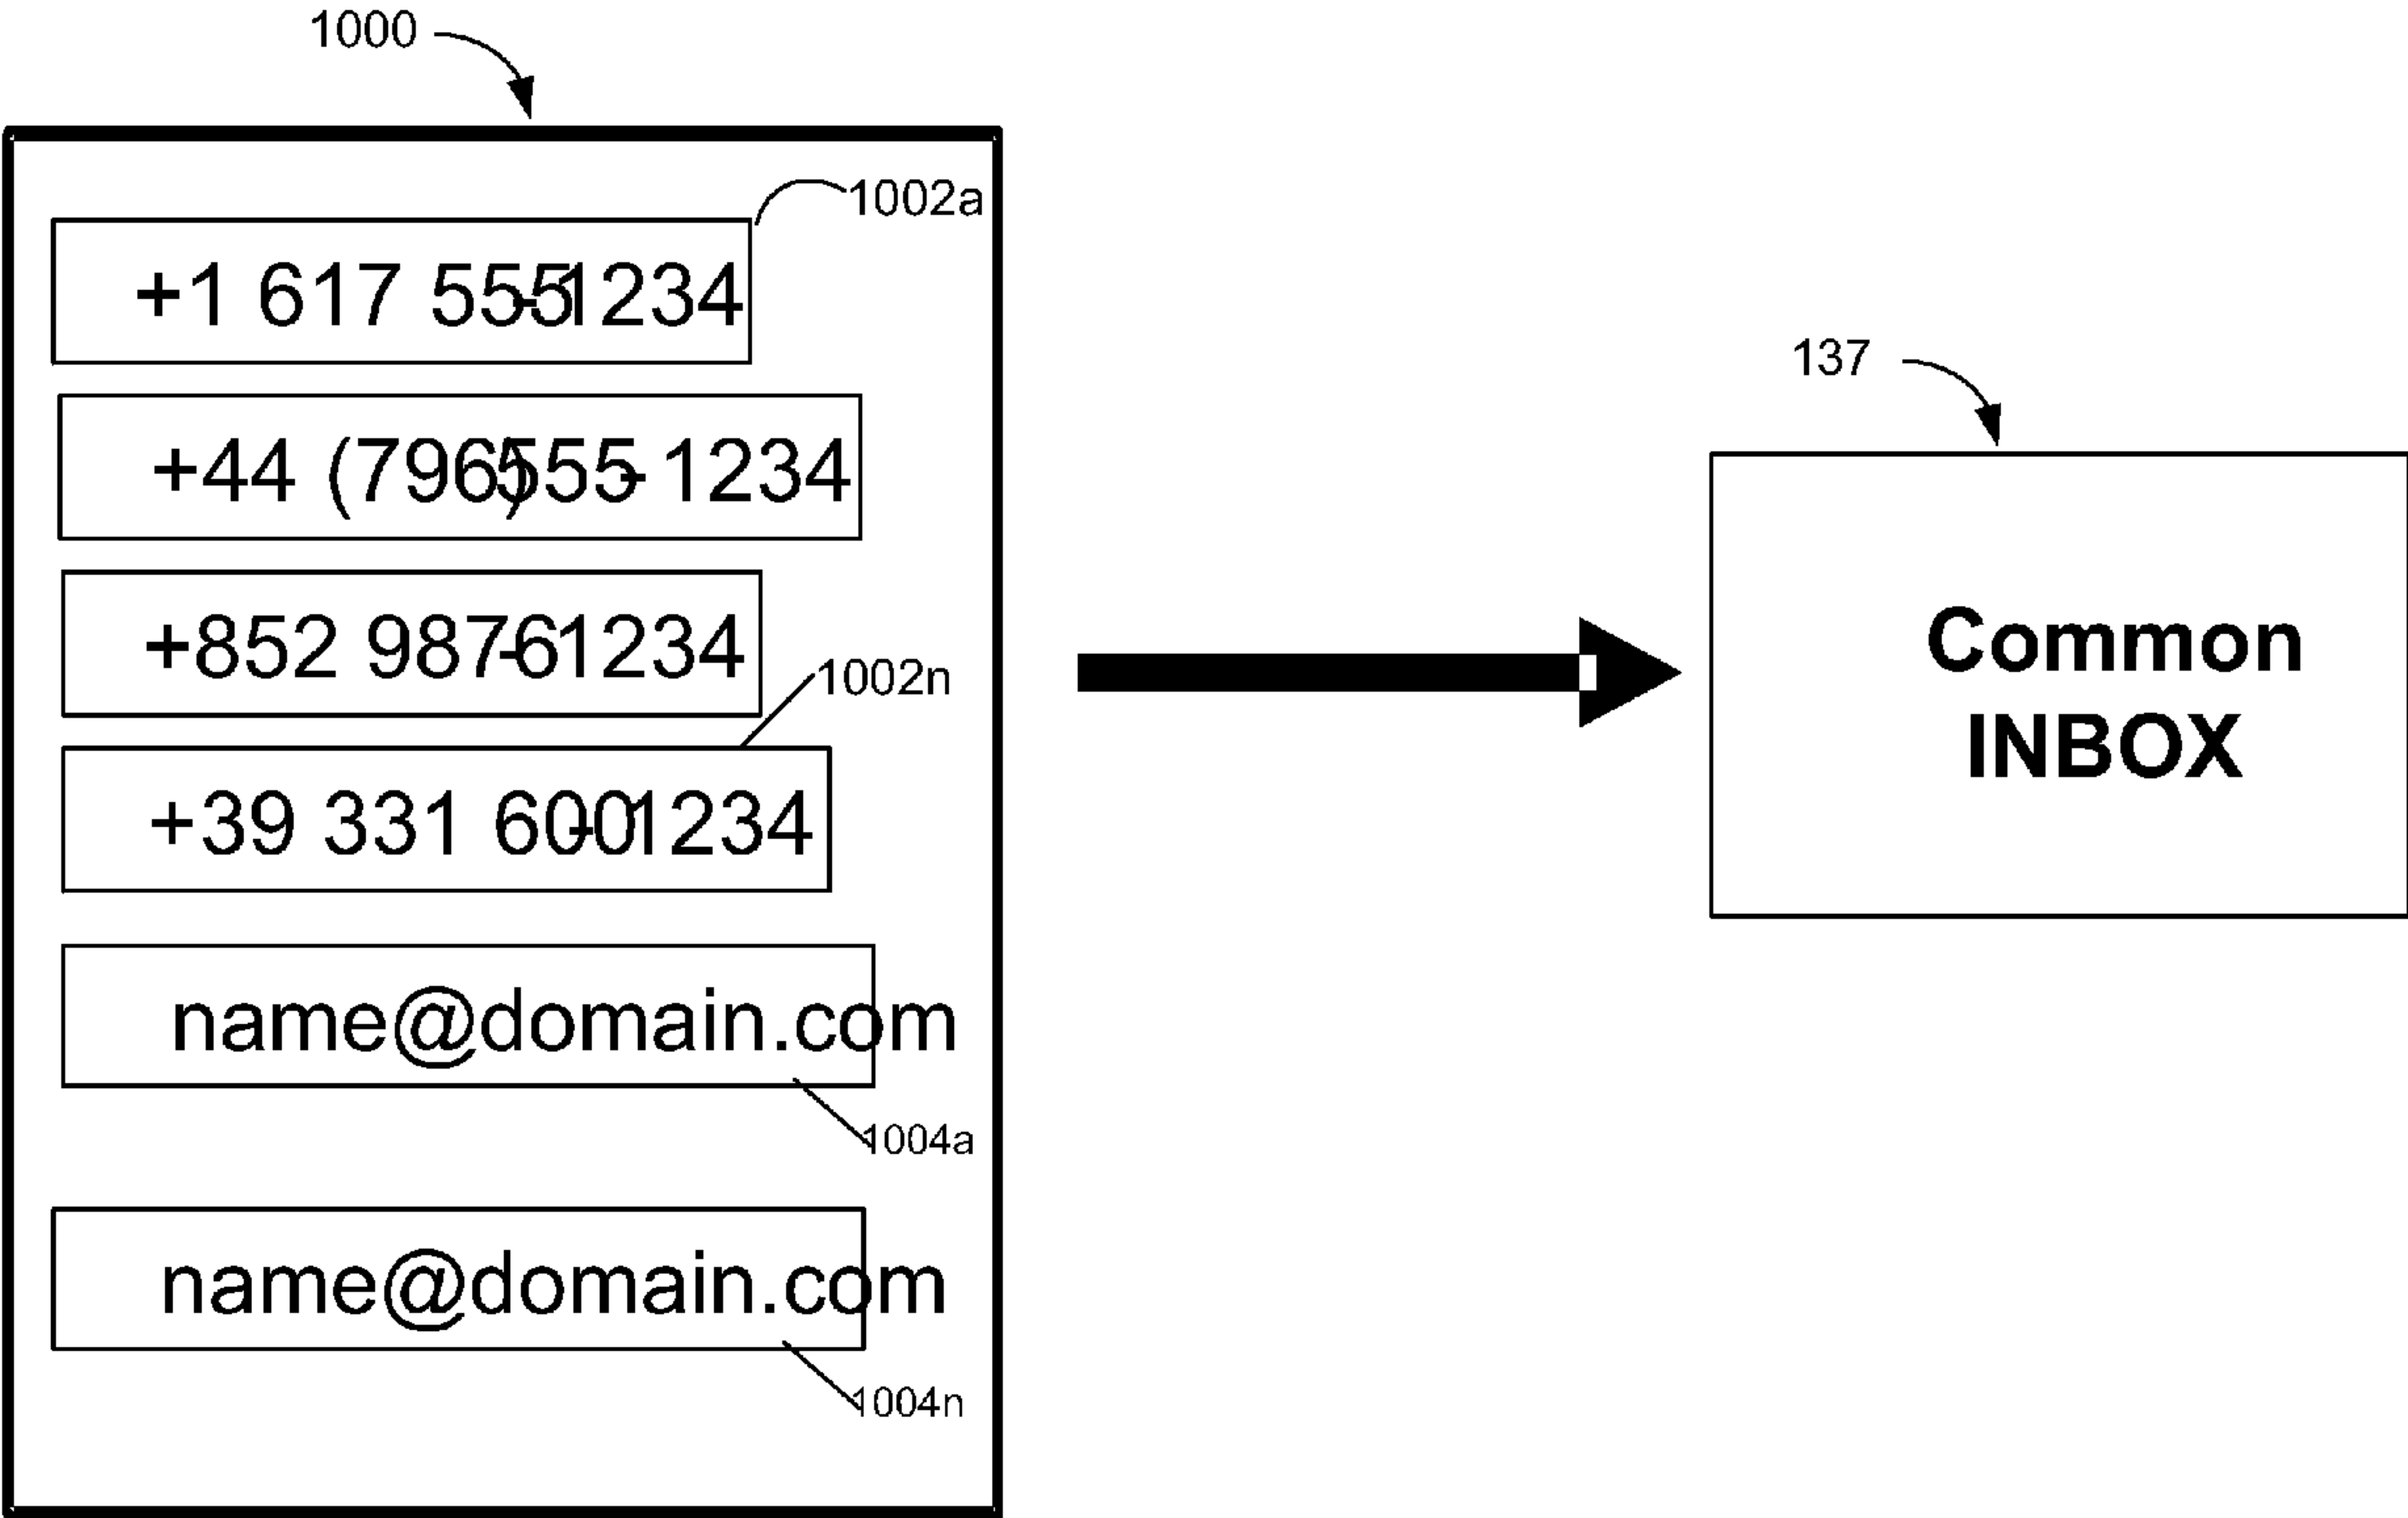 1000
1002a
+1 617 555-1234
137
+44 (796)555- 1234
+852 9876-1234
1002n
Common
INBOX
+39 331 600-1234
name@domain.com
1004a
name@domain.com
1004n